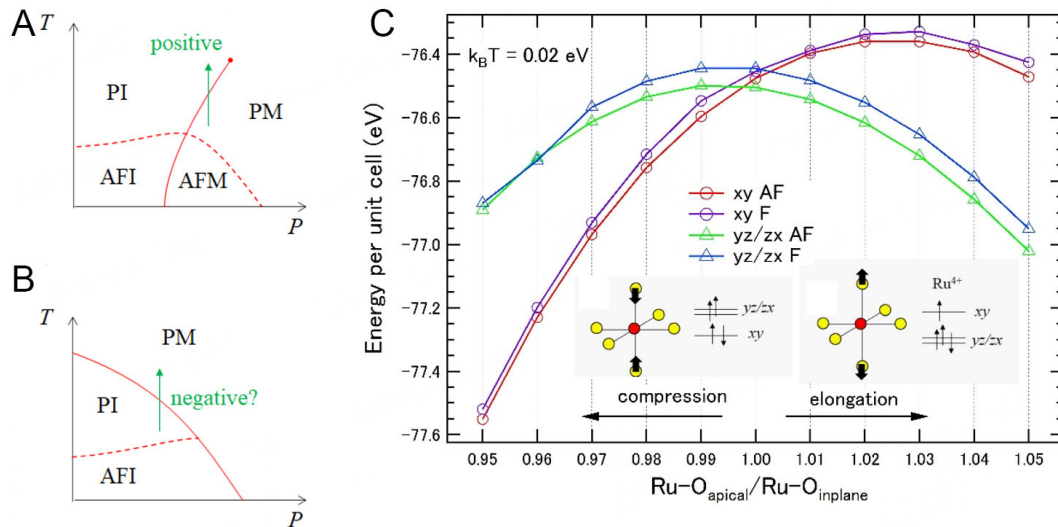 A
T
positive
PI
PM
AFI
AFM
P
B
T
PM
PI
negative?
AFI
P
C
Energy per unit cell (eV)
-76.4
-76.6
-76.8
-77.0
-77.2
-77.4
-77.6
k_BT = 0.02 eV
xy AF
xy F
yz/zx AF
yz/zx F
yz/zx
xy
Ru⁴⁺
xy
yz/zx
compression
elongation
0.95 0.96 0.97 0.98 0.99 1.00 1.01 1.02 1.03 1.04 1.05
Ru-O_apical/Ru-O_inplane